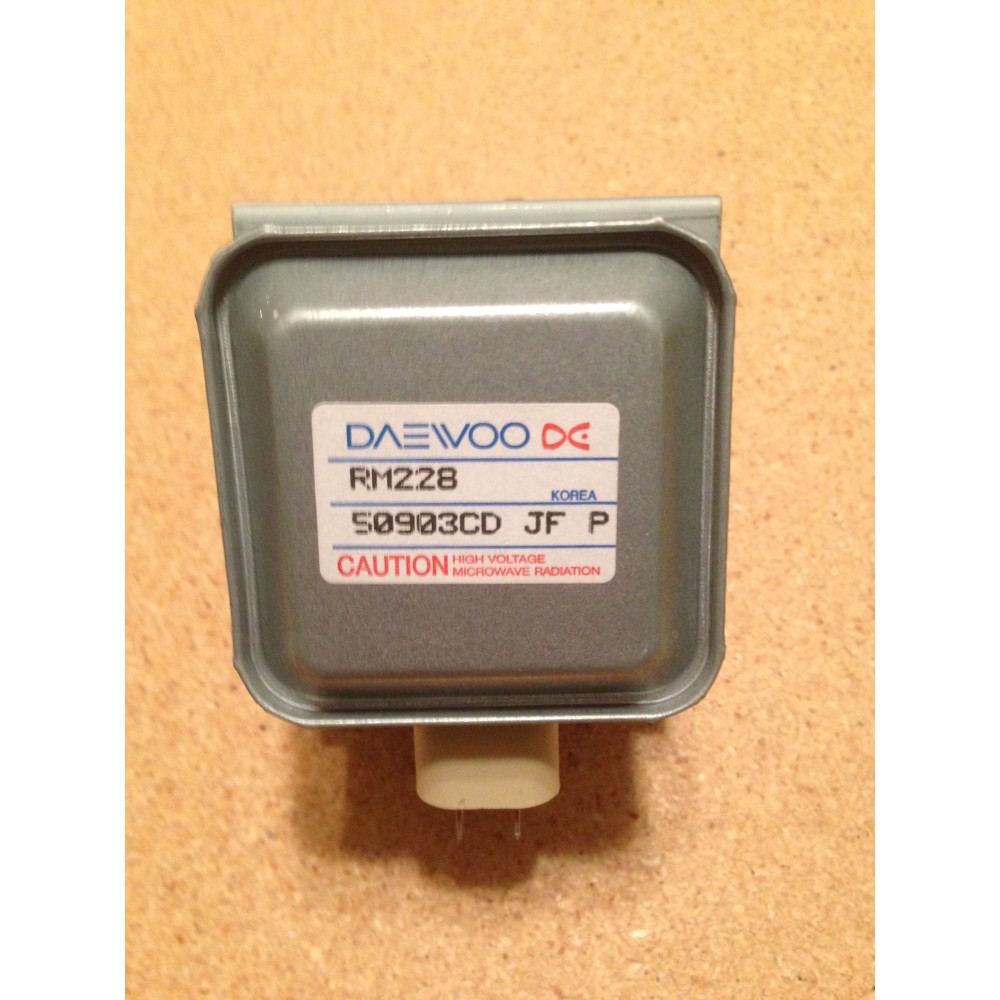 DAEWOO
RM228
KOREA
50903CD JF P
CAUTION HIGH VOLTAGE
MICROWAVE RADIATION